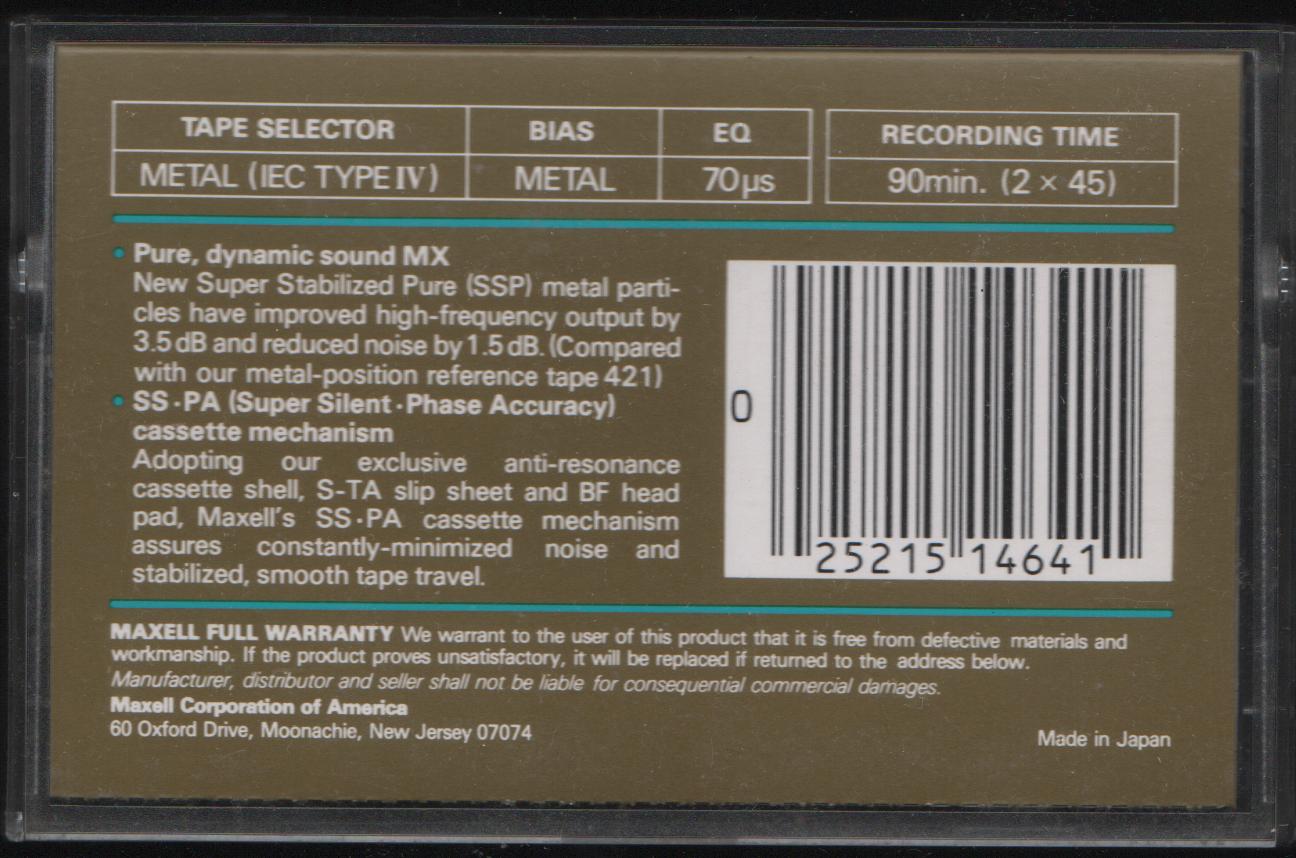 TAPE SELECTOR BIAS EQ RECORDING TIME
METAL (IEC TYPE IV) METAL 70µs 90min. (2 × 45)
• Pure, dynamic sound MX
New Super Stabilized Pure (SSP) metal parti-
cles have improved high-frequency output by
3.5 dB and reduced noise by 1.5 dB. (Compared
with our metal-position reference tape 421)
• SS·PA (Super Silent·Phase Accuracy)
cassette mechanism
Adopting our exclusive anti-resonance
cassette shell, S-TA slip sheet and BF head
pad, Maxell's SS·PA cassette mechanism
assures constantly-minimized noise and
stabilized, smooth tape travel.
0
25215 14641
MAXELL FULL WARRANTY We warrant to the user of this product that it is free from defective materials and
workmanship. If the product proves unsatisfactory, it will be replaced if returned to the address below.
Manufacturer, distributor and seller shall not be liable for consequential commercial damages.
Maxell Corporation of America
60 Oxford Drive, Moonachie, New Jersey 07074
Made in Japan